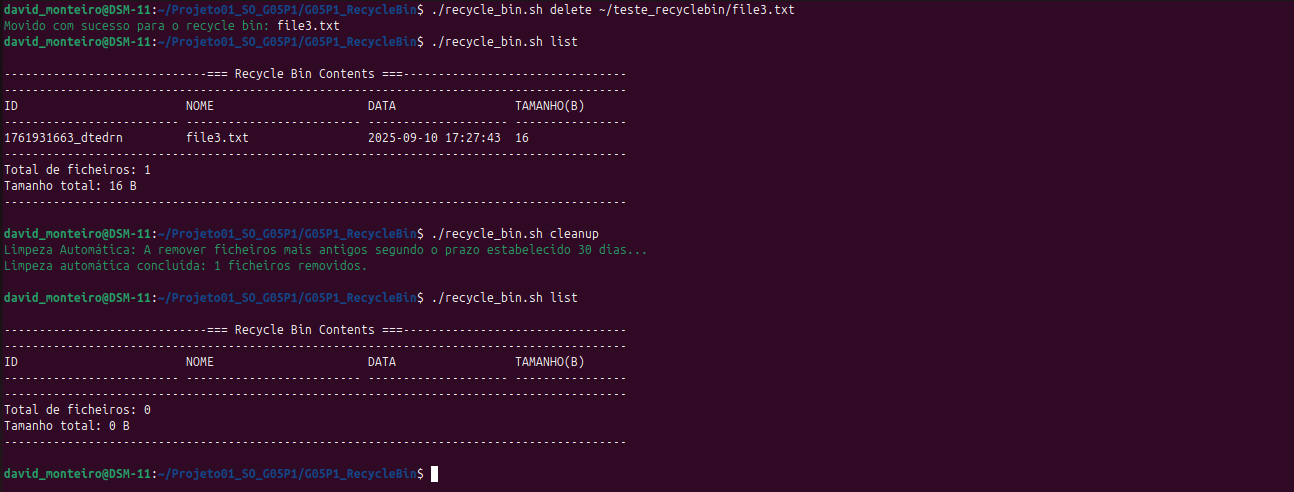 david_monteiro@DSM-11:~/Projeto01_SO_G05P1/G05P1_RecycleBin$ ./recycle_bin.sh delete ~/teste_recyclebin/file3.txt
Movido com sucesso para o recycle bin: file3.txt
david_monteiro@DSM-11:~/Projeto01_SO_G05P1/G05P1_RecycleBin$ ./recycle_bin.sh list
-----------------------------=== Recycle Bin Contents ===--------------------------------
-----------------------------------------------------------------------------------------
ID                        NOME                      DATA                 TAMANHO(B)
------------------------- ------------------------- -------------------- ----------------
1761931663_dtedrn         file3.txt                 2025-09-10 17:27:43  16
-----------------------------------------------------------------------------------------
Total de ficheiros: 1
Tamanho total: 16 B
-----------------------------------------------------------------------------------------
david_monteiro@DSM-11:~/Projeto01_SO_G05P1/G05P1_RecycleBin$ ./recycle_bin.sh cleanup
Limpeza Automática: A remover ficheiros mais antigos segundo o prazo estabelecido 30 dias...
Limpeza automática concluída: 1 ficheiros removidos.
david_monteiro@DSM-11:~/Projeto01_SO_G05P1/G05P1_RecycleBin$ ./recycle_bin.sh list
-----------------------------=== Recycle Bin Contents ===--------------------------------
-----------------------------------------------------------------------------------------
ID                        NOME                      DATA                 TAMANHO(B)
------------------------- ------------------------- -------------------- ----------------
-----------------------------------------------------------------------------------------
Total de ficheiros: 0
Tamanho total: 0 B
-----------------------------------------------------------------------------------------
david_monteiro@DSM-11:~/Projeto01_SO_G05P1/G05P1_RecycleBin$